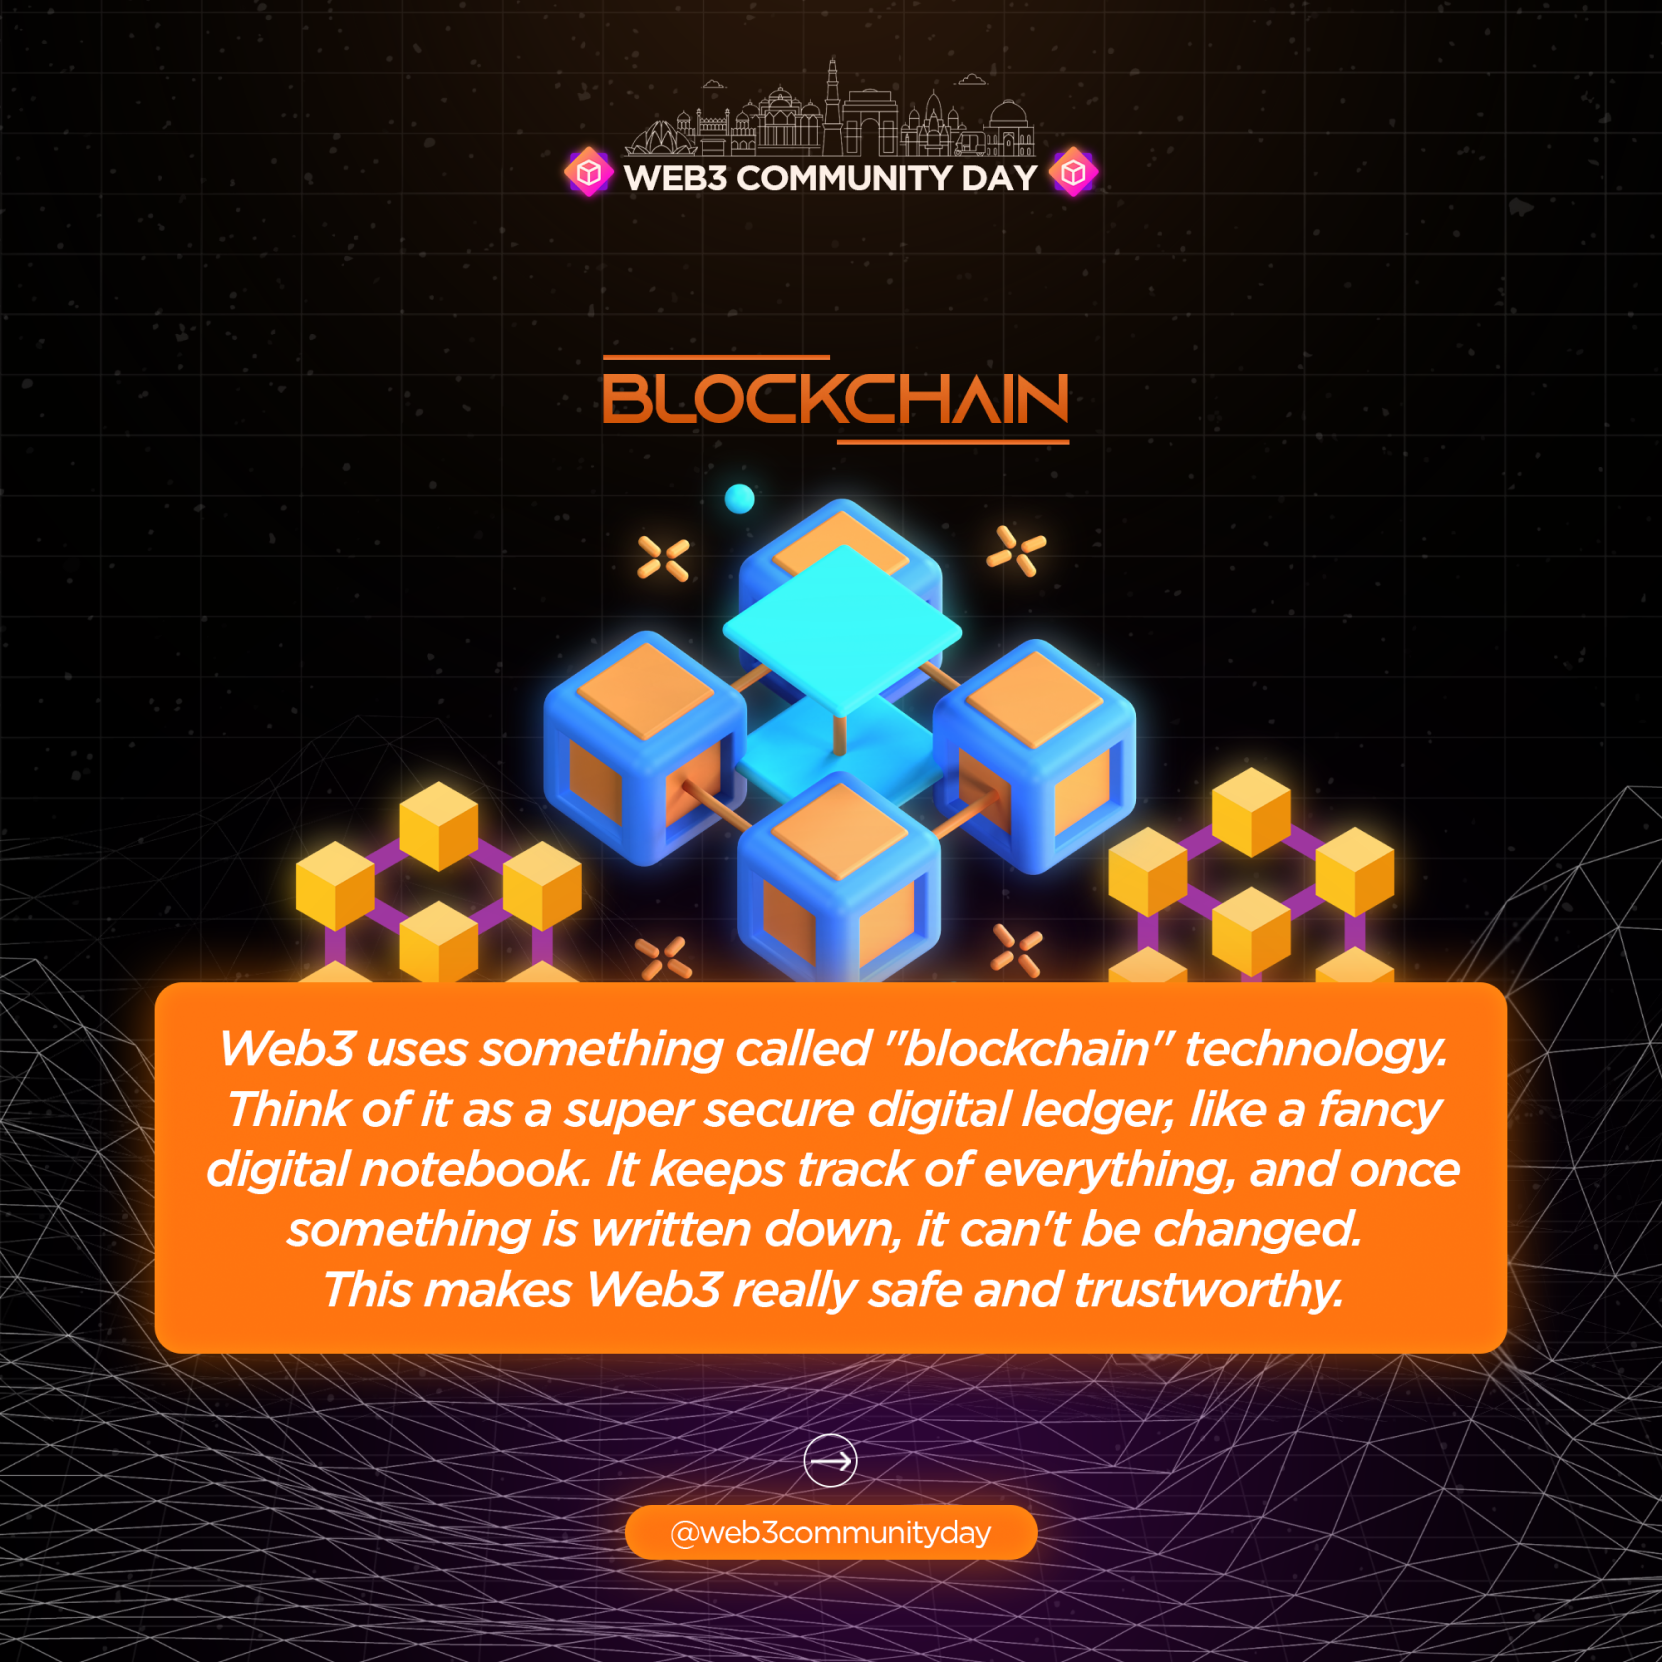 WEB3 COMMUNITY DAY
BLOCKCHAIN
Web3 uses something called "blockchain" technology.
Think of it as a super secure digital ledger, like a fancy
digital notebook. It keeps track of everything, and once
something is written down, it can't be changed.
This makes Web3 really safe and trustworthy.
@web3communityday